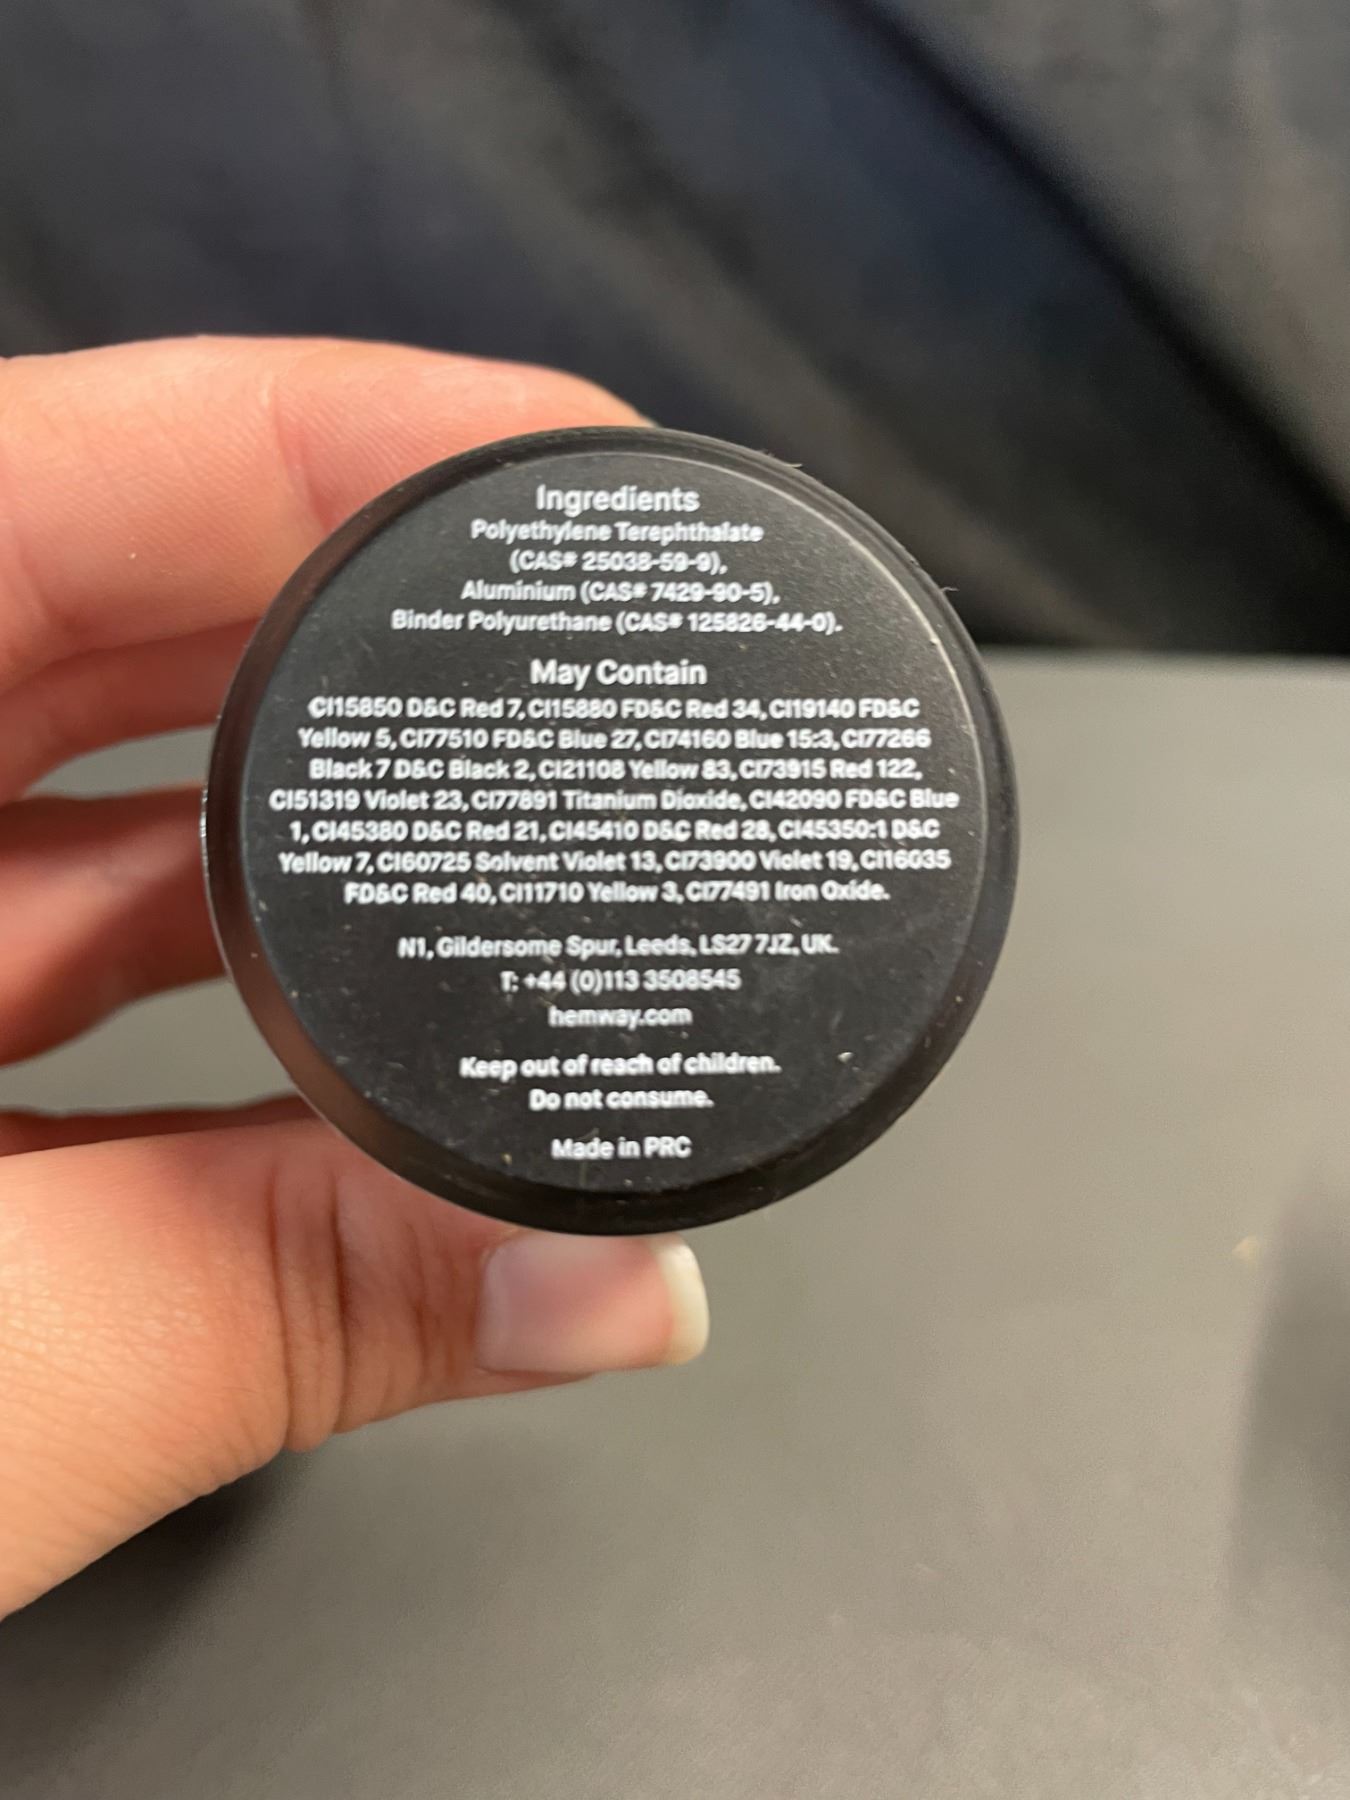 Ingredients
Polyethylene Terephthalate
(CAS# 25038-59-9),
Aluminium (CAS# 7429-90-5),
Binder Polyurethane (CAS# 125826-44-0).
May Contain
CI15850 D&C Red 7, CI15880 FD&C Red 34, CI19140 FD&C
Yellow 5, CI77510 FD&C Blue 27, CI74160 Blue 15:3, CI77266
Black 7 D&C Black 2, CI21108 Yellow 83, CI73915 Red 122,
CI51319 Violet 23, CI77891 Titanium Dioxide, CI42090 FD&C Blue
1, CI45380 D&C Red 21, CI45410 D&C Red 28, CI45350:1 D&C
Yellow 7, CI60725 Solvent Violet 13, CI73900 Violet 19, CI16035
FD&C Red 40, CI11710 Yellow 3, CI77491 Iron Oxide.
N1, Gildersome Spur, Leeds, LS27 7JZ, UK.
T: +44 (0)113 3508545
hemway.com
Keep out of reach of children.
Do not consume.
Made in PRC